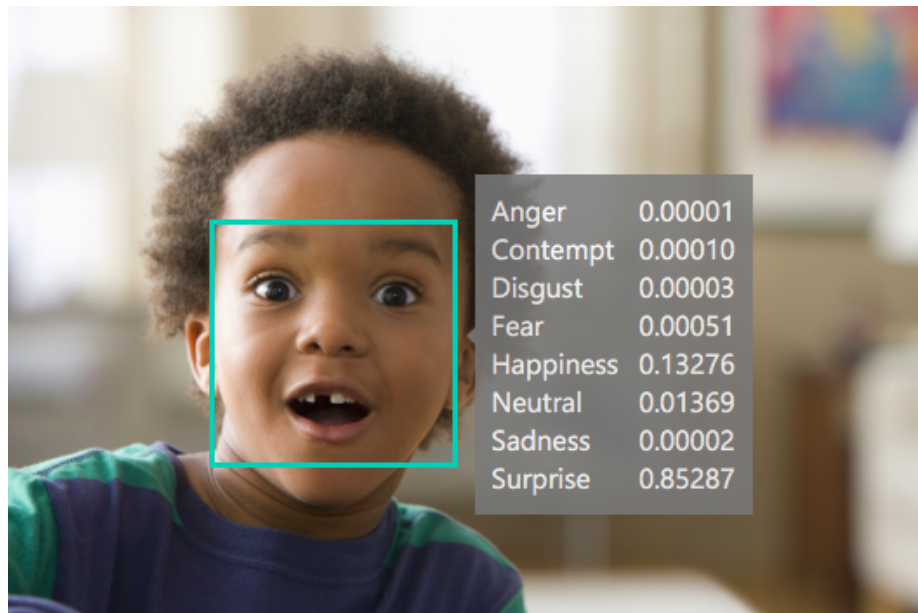 Anger 0.00001
Contempt 0.00010
Disgust 0.00003
Fear 0.00051
Happiness 0.13276
Neutral 0.01369
Sadness 0.00002
Surprise 0.85287